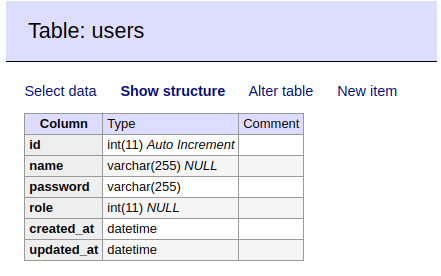 Table: users
Select data Show structure Alter table New item
Column Type Comment
id int(11) Auto Increment
name varchar(255) NULL
password varchar(255)
role int(11) NULL
created_at datetime
updated_at datetime